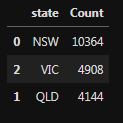 state Count
0 NSW 10364
2 VIC 4908
1 QLD 4144